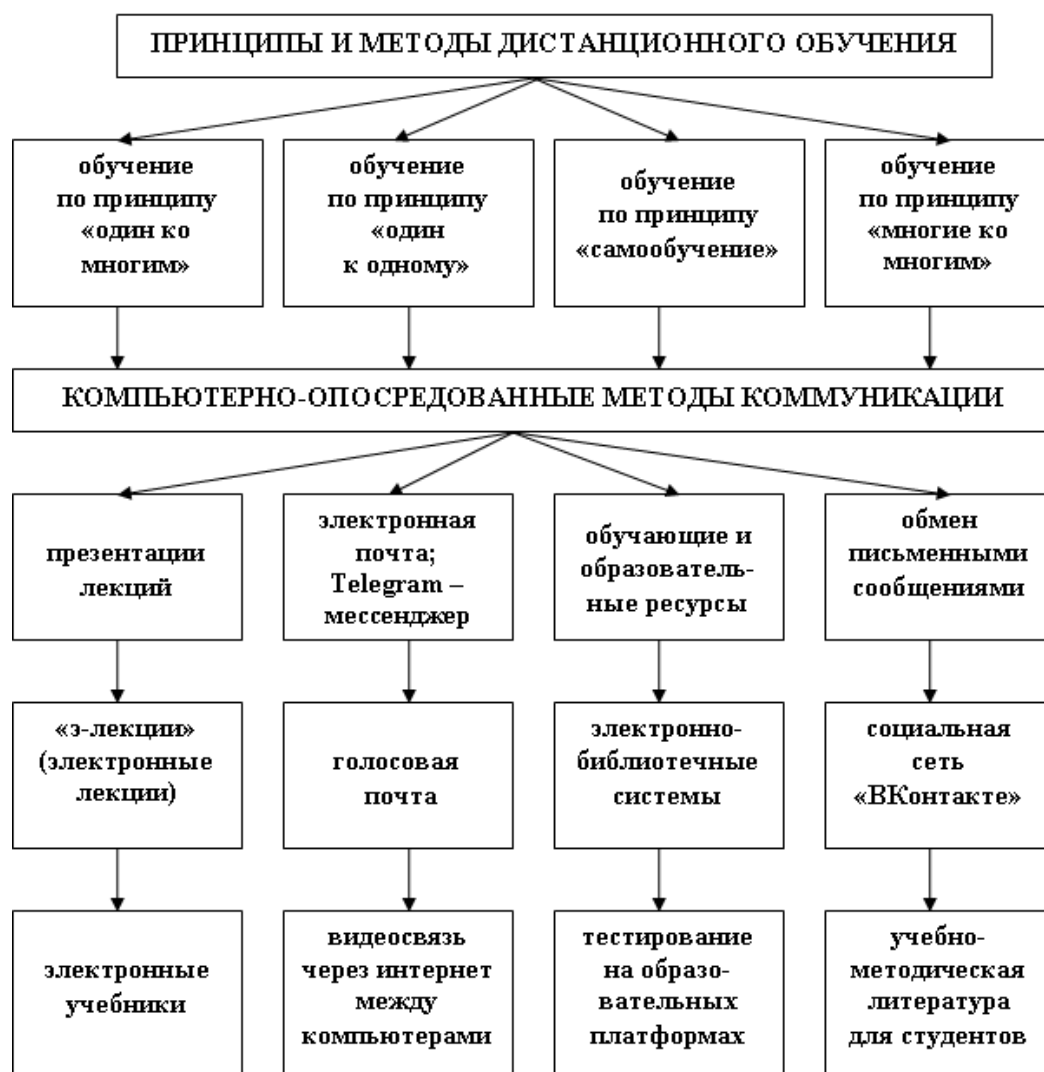 ПРИНЦИПЫ И МЕТОДЫ ДИСТАНЦИОННОГО ОБУЧЕНИЯ
обучение
по принципу
«один ко
многим»
обучение
по принципу
«один
к одному»
обучение
по принципу
«самообучение»
обучение
по принципу
«многие ко
многим»
КОМПЬЮТЕРНО-ОПОСРЕДОВАННЫЕ МЕТОДЫ КОММУНИКАЦИИ
презентации
лекций
электронная
почта;
Telegram –
мессенджер
обучающие и
образователь-
ные ресурсы
обмен
письменными
сообщениями
«э-лекции»
(электронные
лекции)
голосовая
почта
электронно-
библиотечные
системы
социальная
сеть
«ВКонтакте»
электронные
учебники
видеосвязь
через интернет
между
компьютерами
тестирование
на образо-
вательных
платформах
учебно-
методическая
литература
для студентов